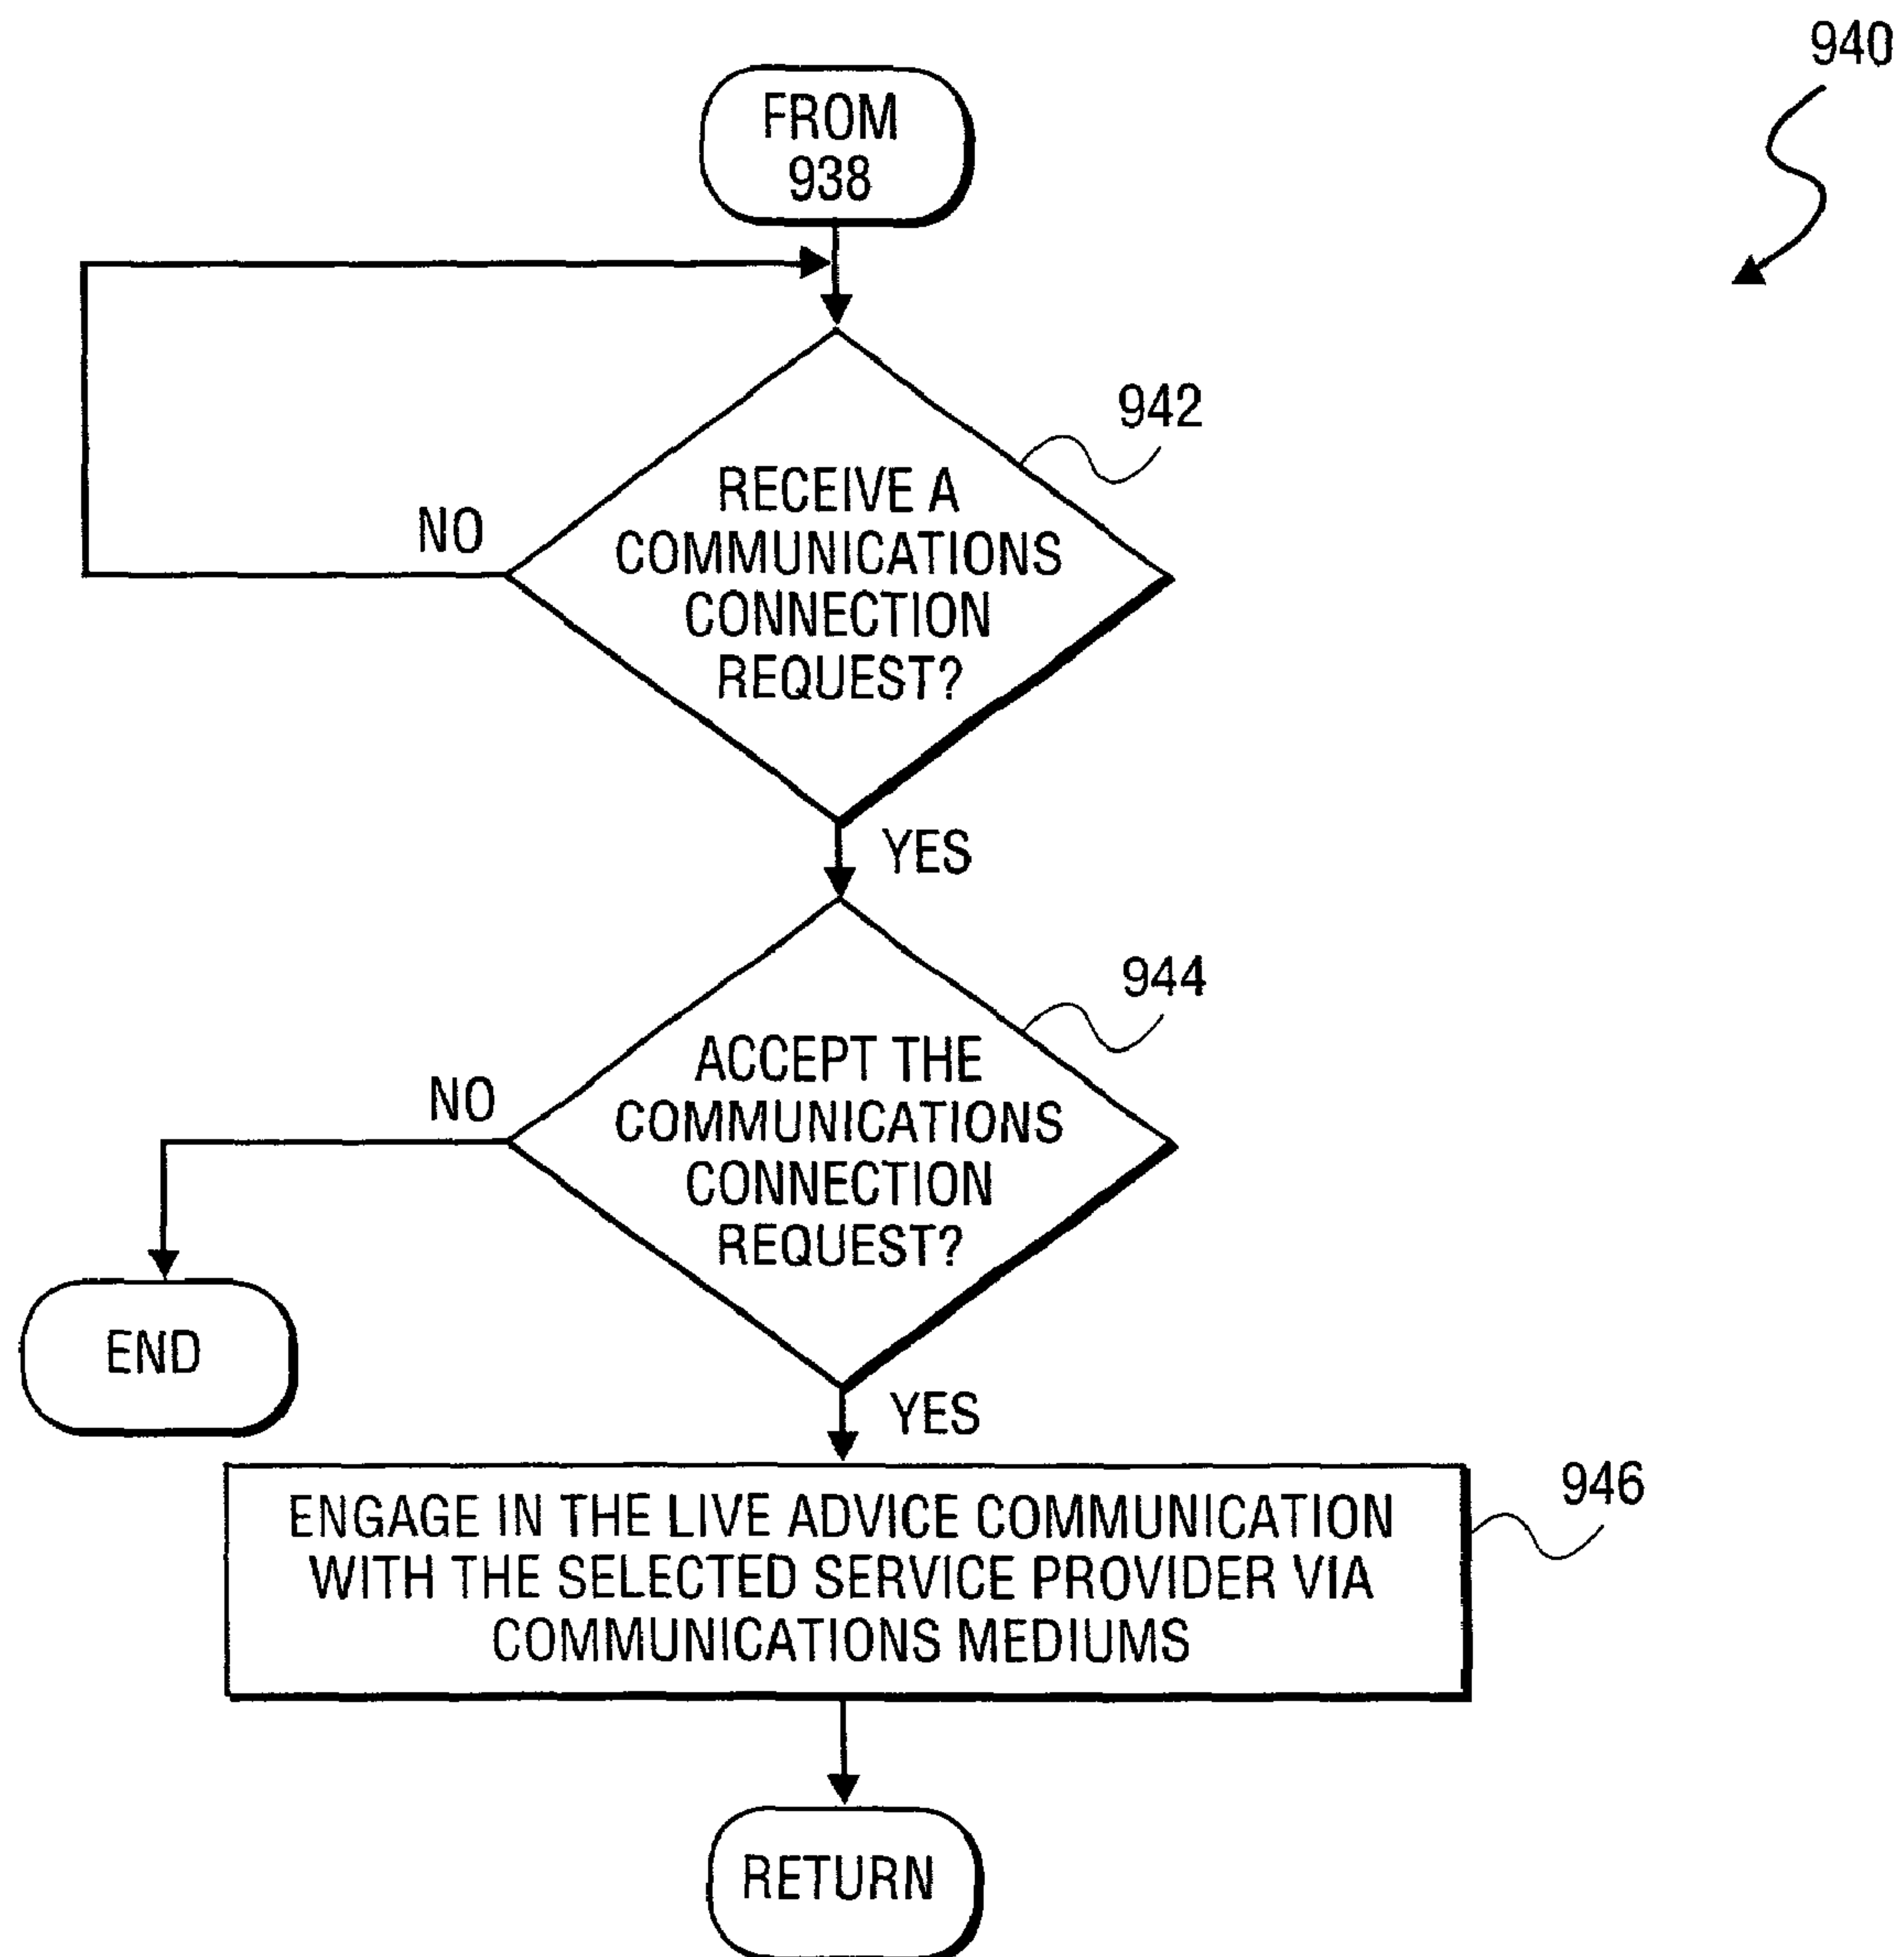 940
FROM
938
942
RECEIVE A
COMMUNICATIONS
CONNECTION
REQUEST?
NO
YES
944
ACCEPT THE
COMMUNICATIONS
CONNECTION
REQUEST?
NO
END
YES
946
ENGAGE IN THE LIVE ADVICE COMMUNICATION
WITH THE SELECTED SERVICE PROVIDER VIA
COMMUNICATIONS MEDIUMS
RETURN